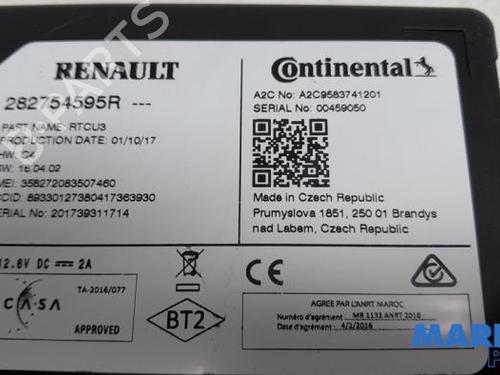 RENAULT
Continental
282754595R ---
A2C No: A2C9583741201
SERIAL No: 00459050
PART NAME: RTCU3
PRODUCTION DATE: 01/10/17
HW: C4
SW: 16.04.02
IMEI: 358272083507460
ICCID: 89330127380417363930
SERIAL No: 201739311714
Made in Czech Republic
Prumyslova 1851, 250 01 Brandys
nad Labem, Czech Republic
12.8V DC 2A
TA-2016/077
APPROVED
BT2
CE
AGREE PAR L'ANRT MAROC
Numéro d'agrément : MR 1132 ANRT 2016
Date d'agrément : 4/2/2016